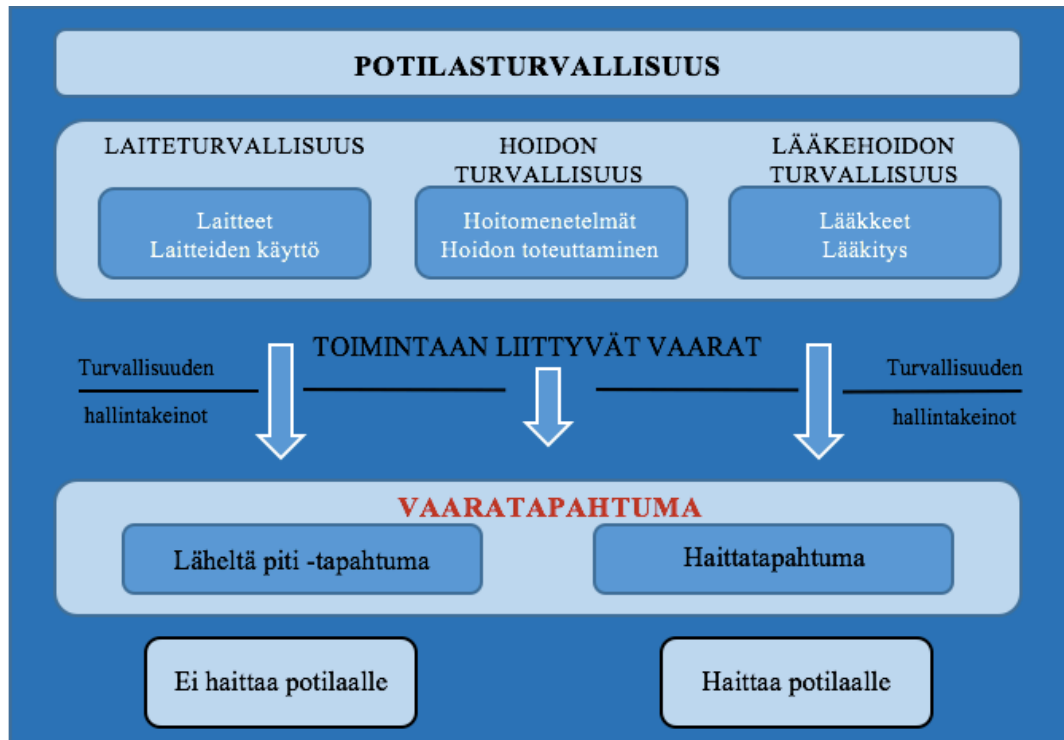 POTILASTURVALLISUUS
LAITETURVALLISUUS
Laitteet
Laitteiden käyttö
HOIDON
TURVALLISUUS
Hoitomenetelmät
Hoidon toteuttaminen
LÄÄKEHOIDON
TURVALLISUUS
Lääkkeet
Lääkitys
TOIMINTAAN LIITTYVÄT VAARAT
Turvallisuuden
hallintakeinot
Turvallisuuden
hallintakeinot
VAARATAPAHTUMA
Läheltä piti -tapahtuma
Haittatapahtuma
Ei haittaa potilaalle
Haittaa potilaalle